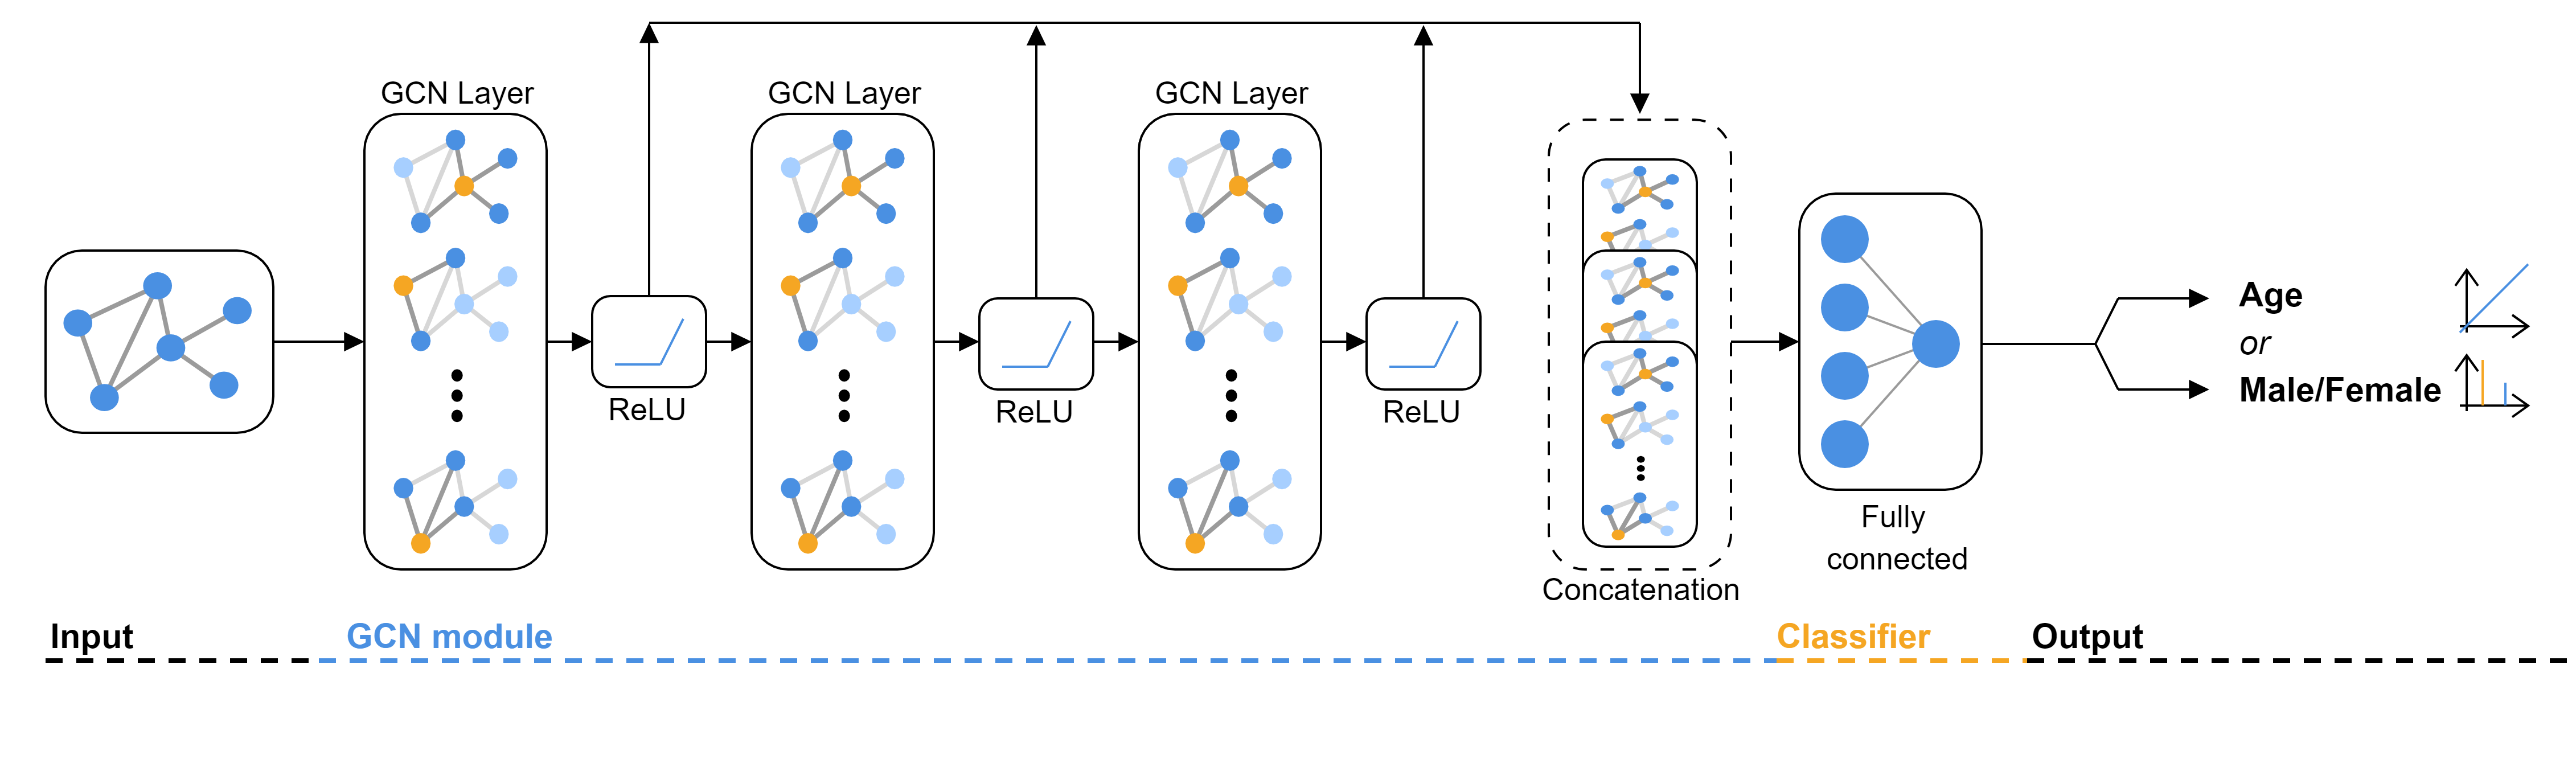 GCN Layer
GCN Layer
GCN Layer
ReLU
ReLU
ReLU
Concatenation
Fully
connected
Age
or
Male/Female
Input
GCN module
Classifier
Output